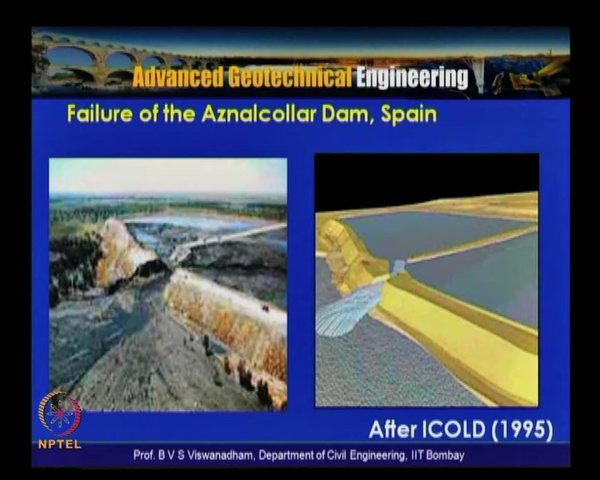 Advanced Geotechnical Engineering
Failure of the Aznalcollar Dam, Spain
After ICOLD (1995)
NPTEL
Prof. B V S Viswanadham, Department of Civil Engineering, IIT Bombay